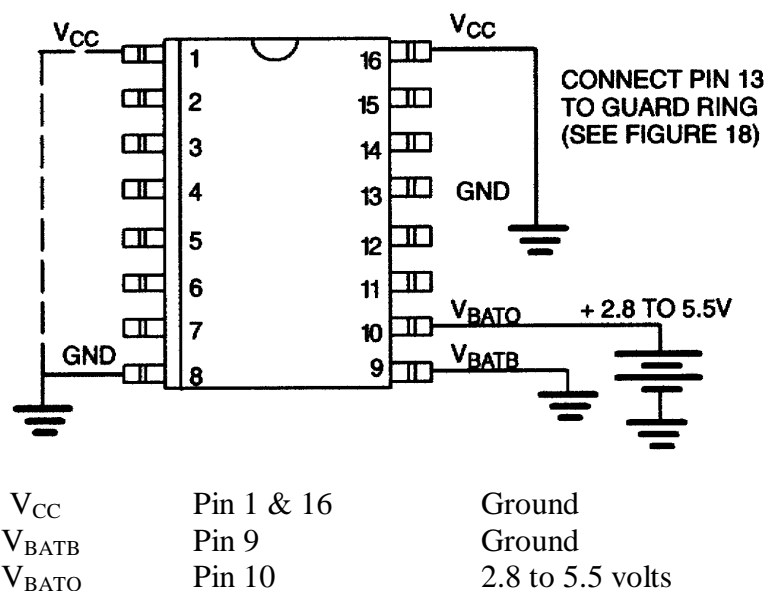 VCC
VCC
1
16
CONNECT PIN 13
TO GUARD RING
(SEE FIGURE 18)
2
15
3
14
4
13
GND
5
12
6
11
7
10
VBATO
+ 2.8 TO 5.5V
GND
8
9
VBATB
VCC Pin 1 & 16 Ground
VBATB Pin 9 Ground
VBATO Pin 10 2.8 to 5.5 volts